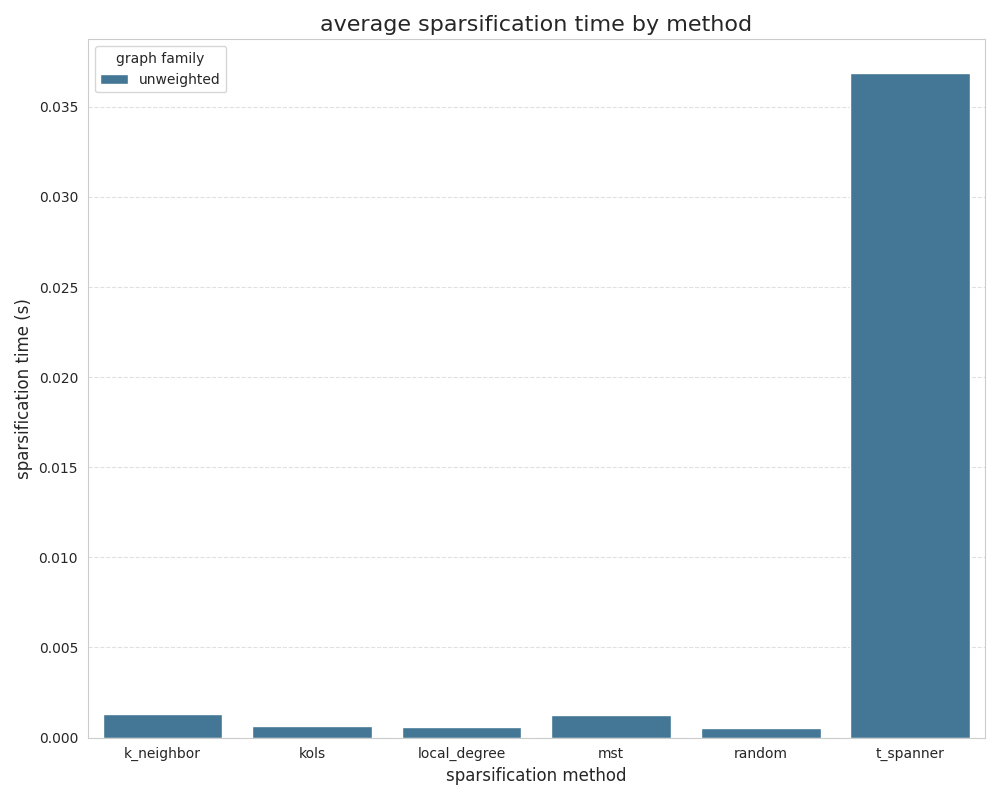 average sparsification time by method
graph family
unweighted
0.035
0.030
0.025
0.020
0.015
0.010
0.005
0.000
sparsification time (s)
k_neighbor kols local_degree mst random t_spanner
sparsification method